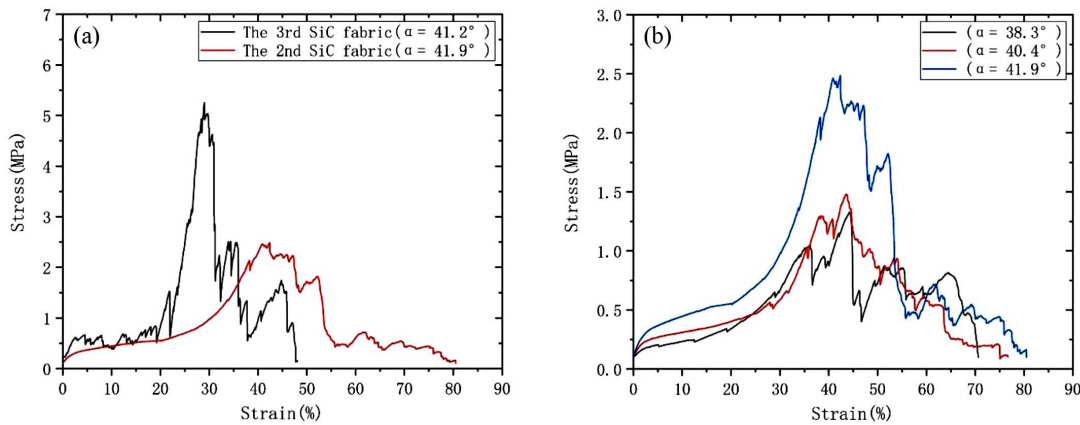 (a)
The 3rd SiC fabric(α= 41.2°)
The 2nd SiC fabric(α= 41.9°)
7
6
5
4
3
2
1
0
Stress(MPa)
0 10 20 30 40 50 60 70 80 90
Strain(%)
(b)
(α= 38.3°)
(α= 40.4°)
(α= 41.9°)
3.0
2.5
2.0
1.5
1.0
0.5
0.0
Stress(MPa)
0 10 20 30 40 50 60 70 80 90
Strain(%)